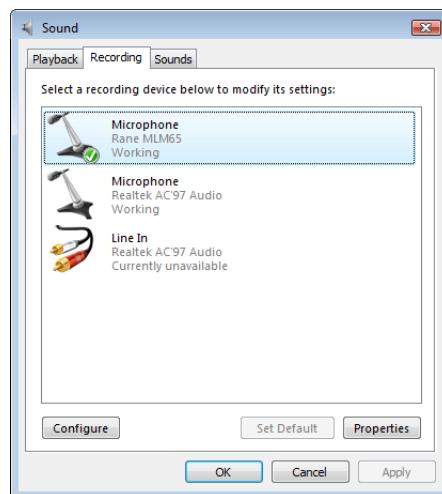 Sound
Playback Recording Sounds
Select a recording device below to modify its settings:
Microphone
Rane MLM65
Working
Microphone
Realtek AC'97 Audio
Working
Line In
Realtek AC'97 Audio
Currently unavailable
Configure Set Default Properties
OK Cancel Apply